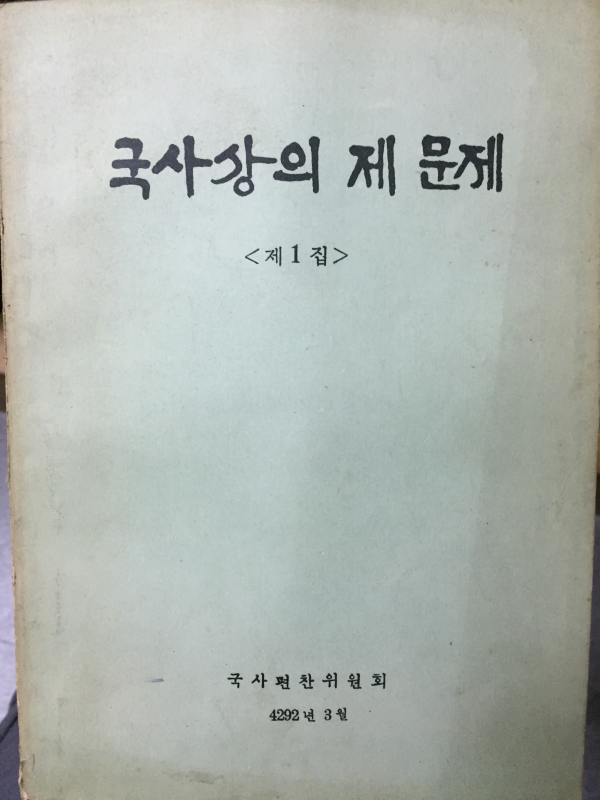 국사상의 제 문제
<제 1 집>
국사편찬위원회
4292년 3월